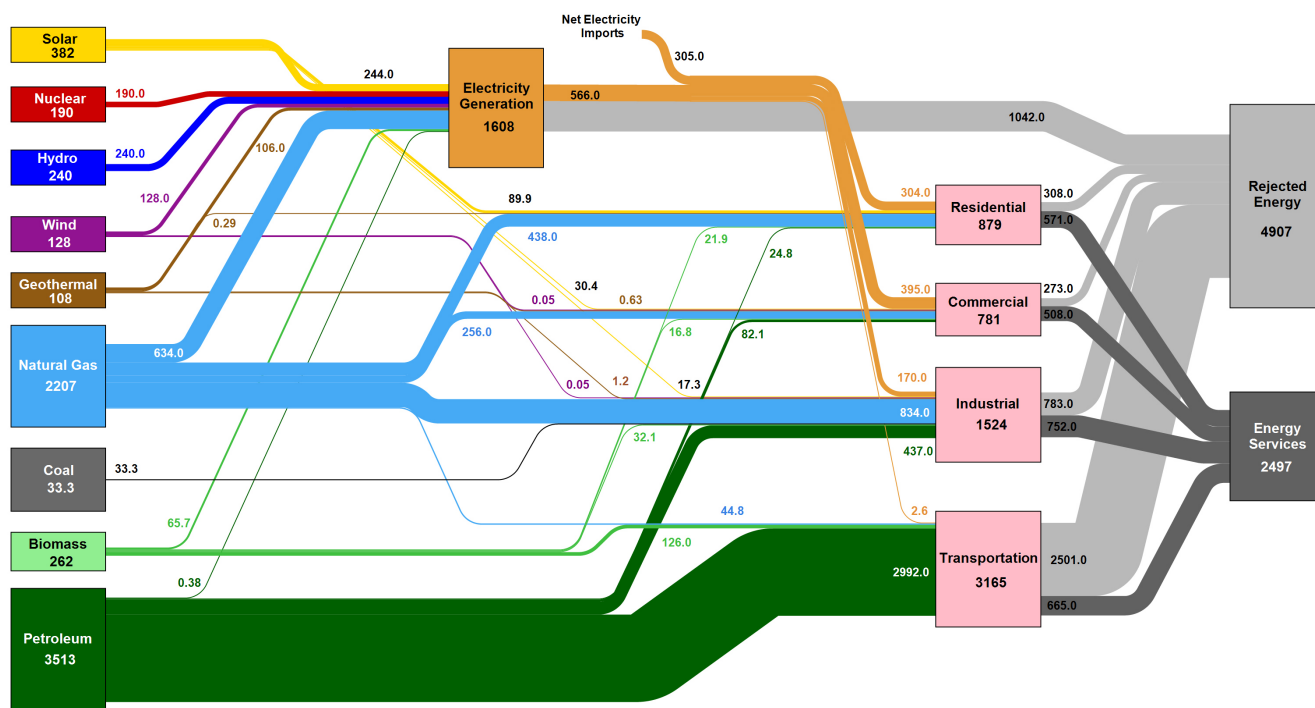 Net Electricity
Imports
Solar
382
Nuclear
190
Hydro
240
Wind
128
Geothermal
108
Natural Gas
2207
Coal
33.3
Biomass
262
Petroleum
3513
190.0
240.0
128.0
106.0
0.29
634.0
33.3
65.7
0.38
244.0
Electricity
Generation
1608
305.0
566.0
89.9
438.0
21.9
24.8
30.4
0.05
0.63
256.0
16.8
82.1
0.05
1.2
17.3
32.1
44.8
126.0
304.0
395.0
170.0
834.0
437.0
2.6
2992.0
Residential
879
Commercial
781
Industrial
1524
Transportation
3165
1042.0
308.0
571.0
273.0
508.0
783.0
752.0
2501.0
665.0
Rejected
Energy
4907
Energy
Services
2497